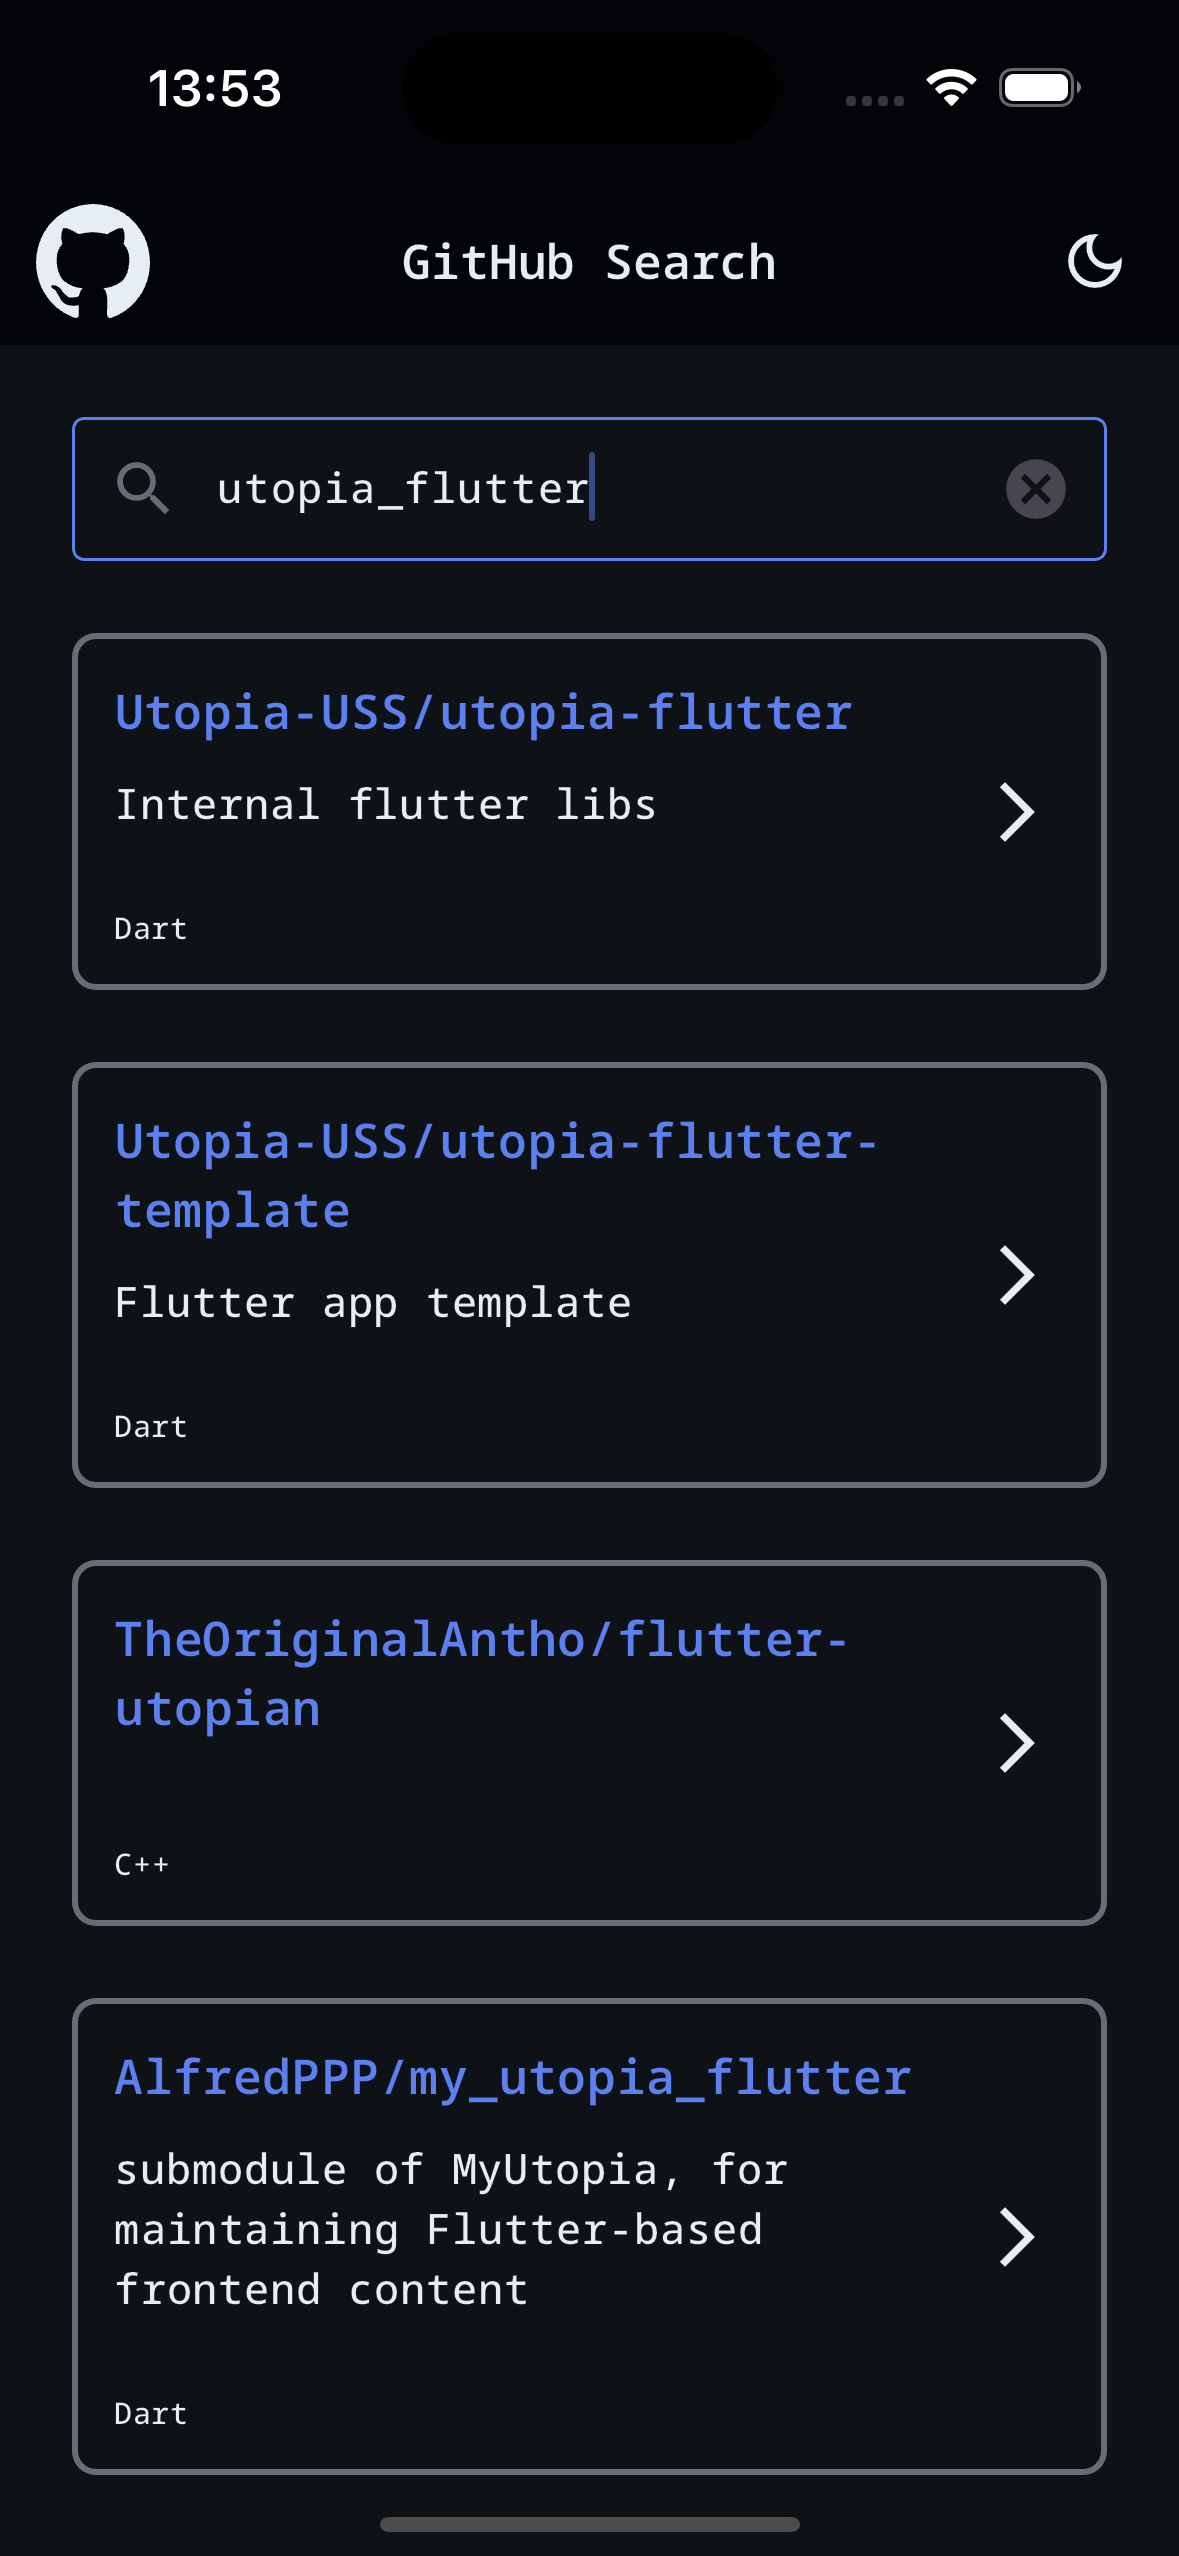 13:53
GitHub Search
utopia_flutter
Utopia-USS/utopia-flutter
Internal flutter libs
Dart
Utopia-USS/utopia-flutter-
template
Flutter app template
Dart
TheOriginalAntho/flutter-
utopian
C++
AlfredPPP/my_utopia_flutter
submodule of MyUtopia, for
maintaining Flutter-based
frontend content
Dart